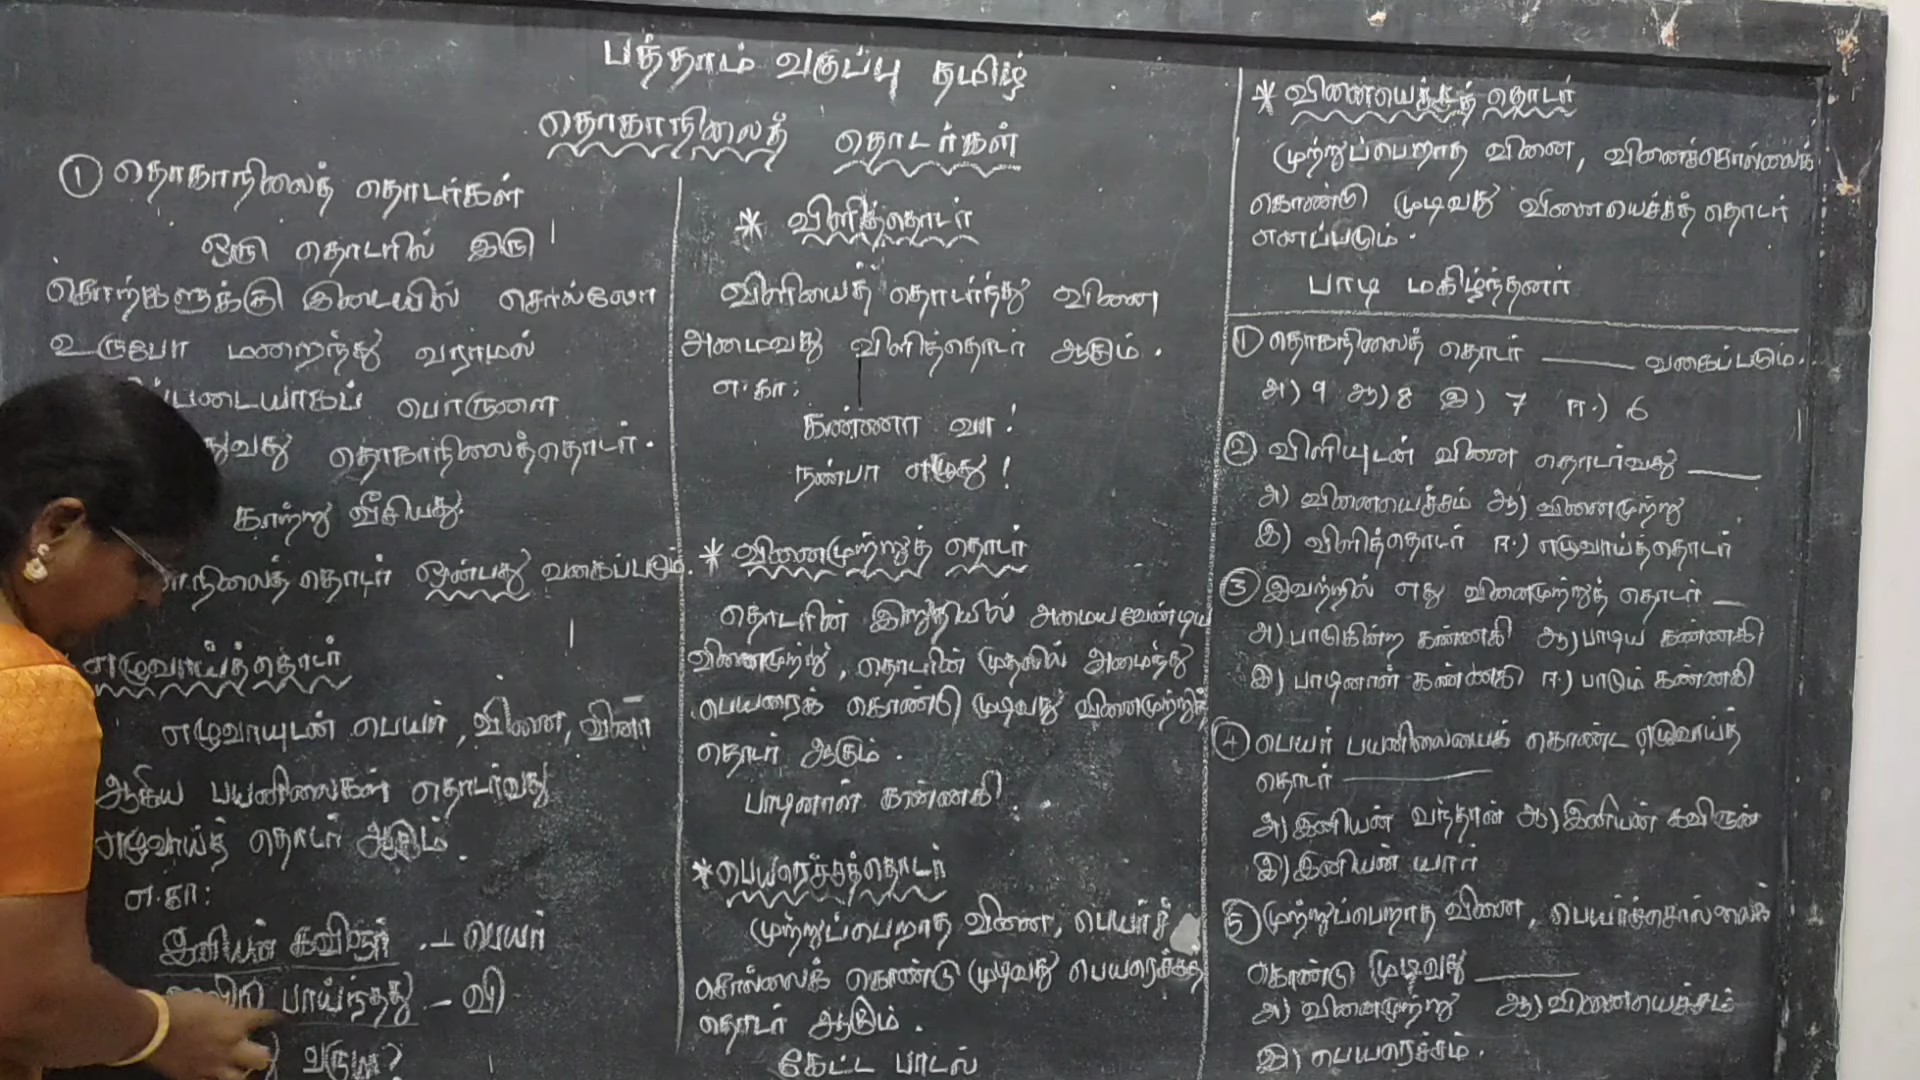 பத்தாம் வகுப்பு தமிழ்
தொகாநிலைத் தொடர்கள்
① தொகாநிலைத் தொடர்கள்
ஒரு தொடரில் இரு
சொற்களுக்கு இடையில் சொல்லோ
உருபோ மறைந்து வராமல்
பொருளை
தொகாநிலைத்தொடர்.
காற்று வீசியது.
நிலைத் தொடர் ஒன்பது வகைப்படும்.
எழுவாய்த்தொடர்
எழுவாயுடன் பெயர், வினை, வினா
ஆகிய பயனிலைகள் தொடர்வது
எழுவாய்த் தொடர் ஆகும்.
எ.கா:
இனியன் கவிஞர் - பெயர்
பாய்ந்தது - வி
வருமா?
* விளித்தொடர்
விளியைத் தொடர்ந்து வினை
அமைவது விளித்தொடர் ஆகும்.
எ.கா:
கண்ணா வா!
நண்பா எழுது!
* வினைமுற்றுத் தொடர்
தொடரின் இறுதியில் அமைய வேண்டிய
வினைமுற்று, தொடரின் முதலில் அமைந்து
பெயரைக் கொண்டு முடிவது வினைமுற்றுத்
தொடர் ஆகும்.
பாடினாள் கண்ணகி.
* பெயரெச்சத்தொடர்
முற்றுப்பெறாத வினை, பெயர்ச்
சொல்லைக் கொண்டு முடிவது பெயரெச்சத்
தொடர் ஆகும்.
கேட்ட பாடல்
* வினையெச்சத் தொடர்
முற்றுப்பெறாத வினை, வினைச்சொல்லைக்
கொண்டு முடிவது வினையெச்சத் தொடர்
எனப்படும்.
பாடி மகிழ்ந்தனர்
① தொகாநிலைத் தொடர் ______ வகைப்படும்.
அ) 9 ஆ) 8 இ) 7 ஈ.) 6
② விளியுடன் வினை தொடர்வது _____
அ) வினையெச்சம் ஆ) வினைமுற்று
இ) விளித்தொடர் ஈ.) எழுவாய்த்தொடர்
③ இவற்றில் எது வினைமுற்றுத் தொடர் __
அ) பாடுகின்ற கண்ணகி ஆ) பாடிய கண்ணகி
இ) பாடினாள் கண்ணகி ஈ.) பாடும் கண்ணகி
④ பெயர் பயனிலையைக் கொண்ட எழுவாய்த்
தொடர் ________
அ) இனியன் வந்தான் ஆ) இனியன் கவிஞன்
இ) இனியன் யார்
⑤ முற்றுப்பெறாத வினை, பெயர்ச்சொல்லைக்
கொண்டு முடிவது ______
அ) வினைமுற்று ஆ) வினையெச்சம்
இ) பெயரெச்சம்.